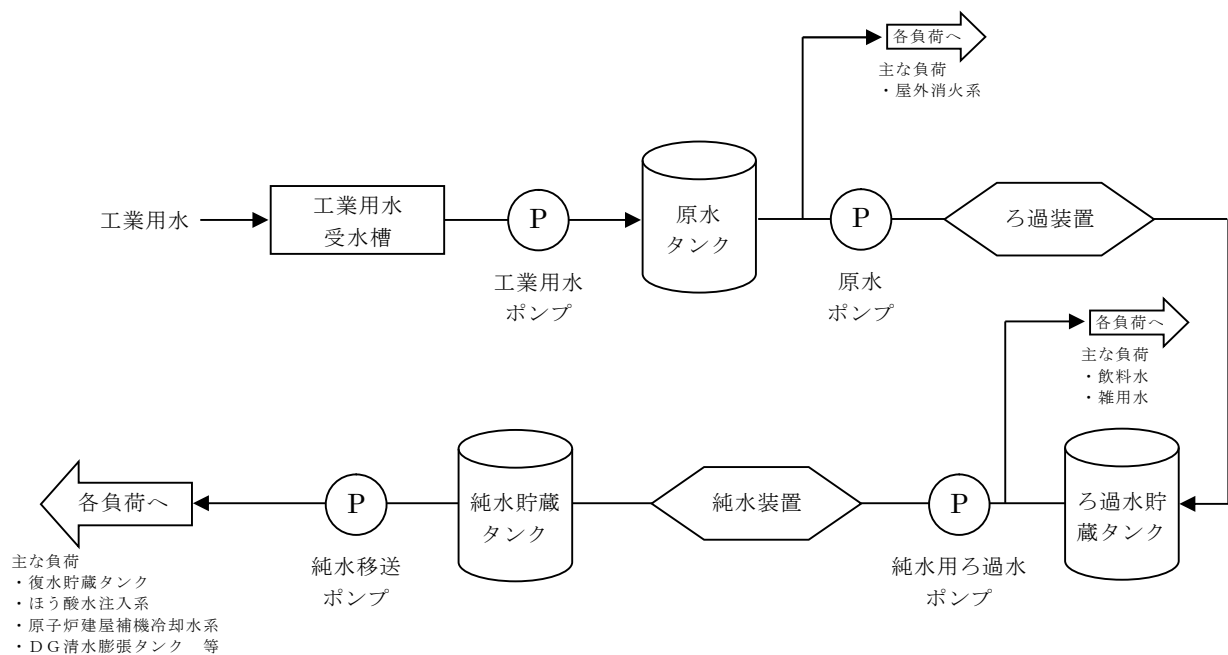 各負荷へ
主な負荷
・屋外消火系
工業用水
工業用水
受水槽
P
工業用水
ポンプ
原水
タンク
P
原水
ポンプ
ろ過装置
各負荷へ
主な負荷
・飲料水
・雑用水
各負荷へ
主な負荷
・復水貯蔵タンク
・ほう酸水注入系
・原子炉建屋補機冷却水系
・DG清水膨張タンク 等
P
純水移送
ポンプ
純水貯蔵
タンク
純水装置
P
純水用ろ過水
ポンプ
ろ過水貯
蔵タンク